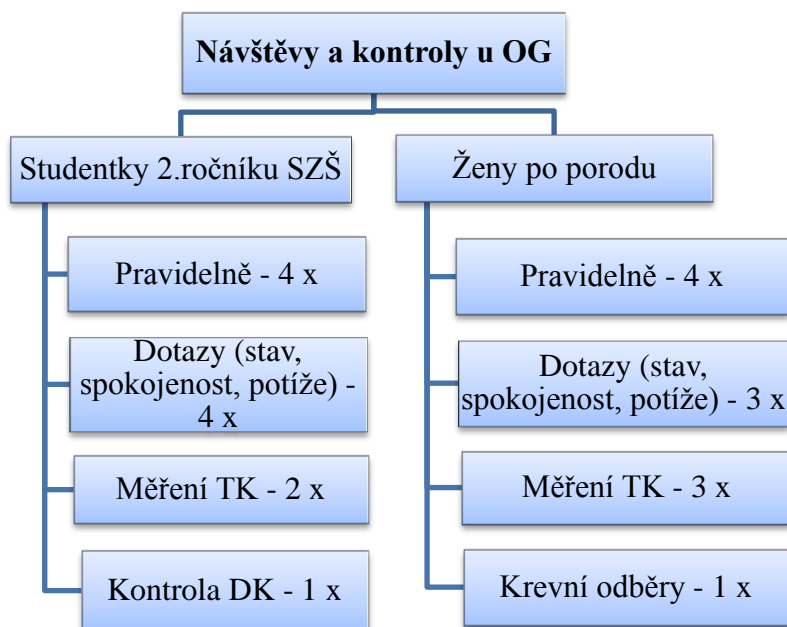 Návštěvy a kontroly u OG
Studentky 2.ročníku SZŠ
Pravidelně - 4 x
Dotazy (stav,
spokojenost, potíže) -
4 x
Měření TK - 2 x
Kontrola DK - 1 x
Ženy po porodu
Pravidelně - 4 x
Dotazy (stav,
spokojenost, potíže) - 3 x
Měření TK - 3 x
Krevní odběry - 1 x